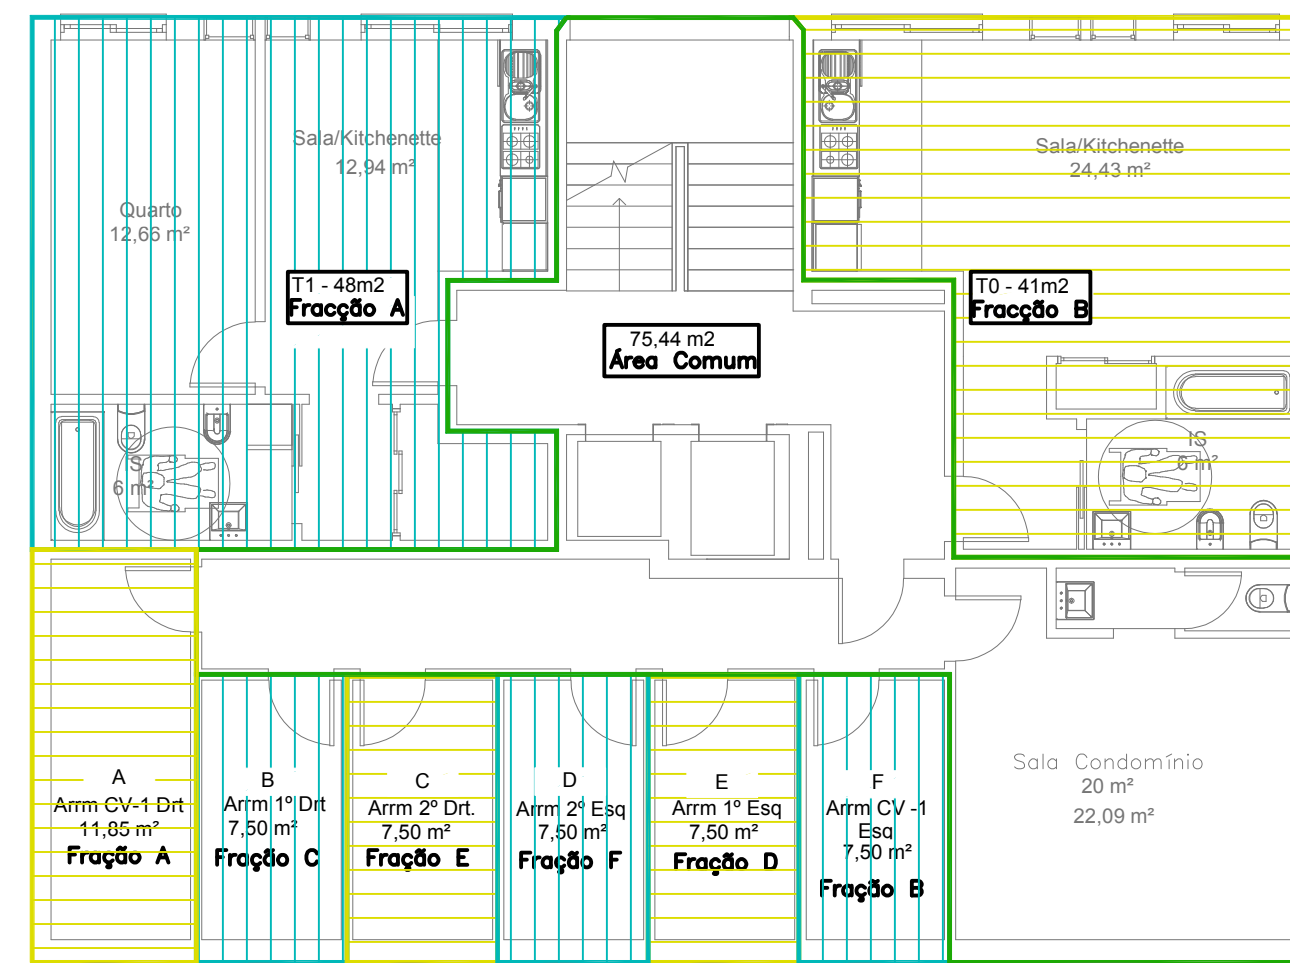 Sala/Kitchenette
12,94 m²
Quarto
12,66 m²
T1 - 48m2
Fracção A
75,44 m2
Área Comum
Sala/Kitchenette
24,43 m²
T0 - 41m2
Fracção B
IS
6 m²
IS
6 m²
A
Arrm CV-1 Drt
11,85 m²
Fração A
B
Arrm 1º Drt
7,50 m²
Fração C
C
Arrm 2º Drt.
7,50 m²
Fração E
D
Arrm 2º Esq
7,50 m²
Fração F
E
Arrm 1º Esq
7,50 m²
Fração D
F
Arrm CV -1
Esq
7,50 m²
Fração B
Sala Condomínio
20 m²
22,09 m²